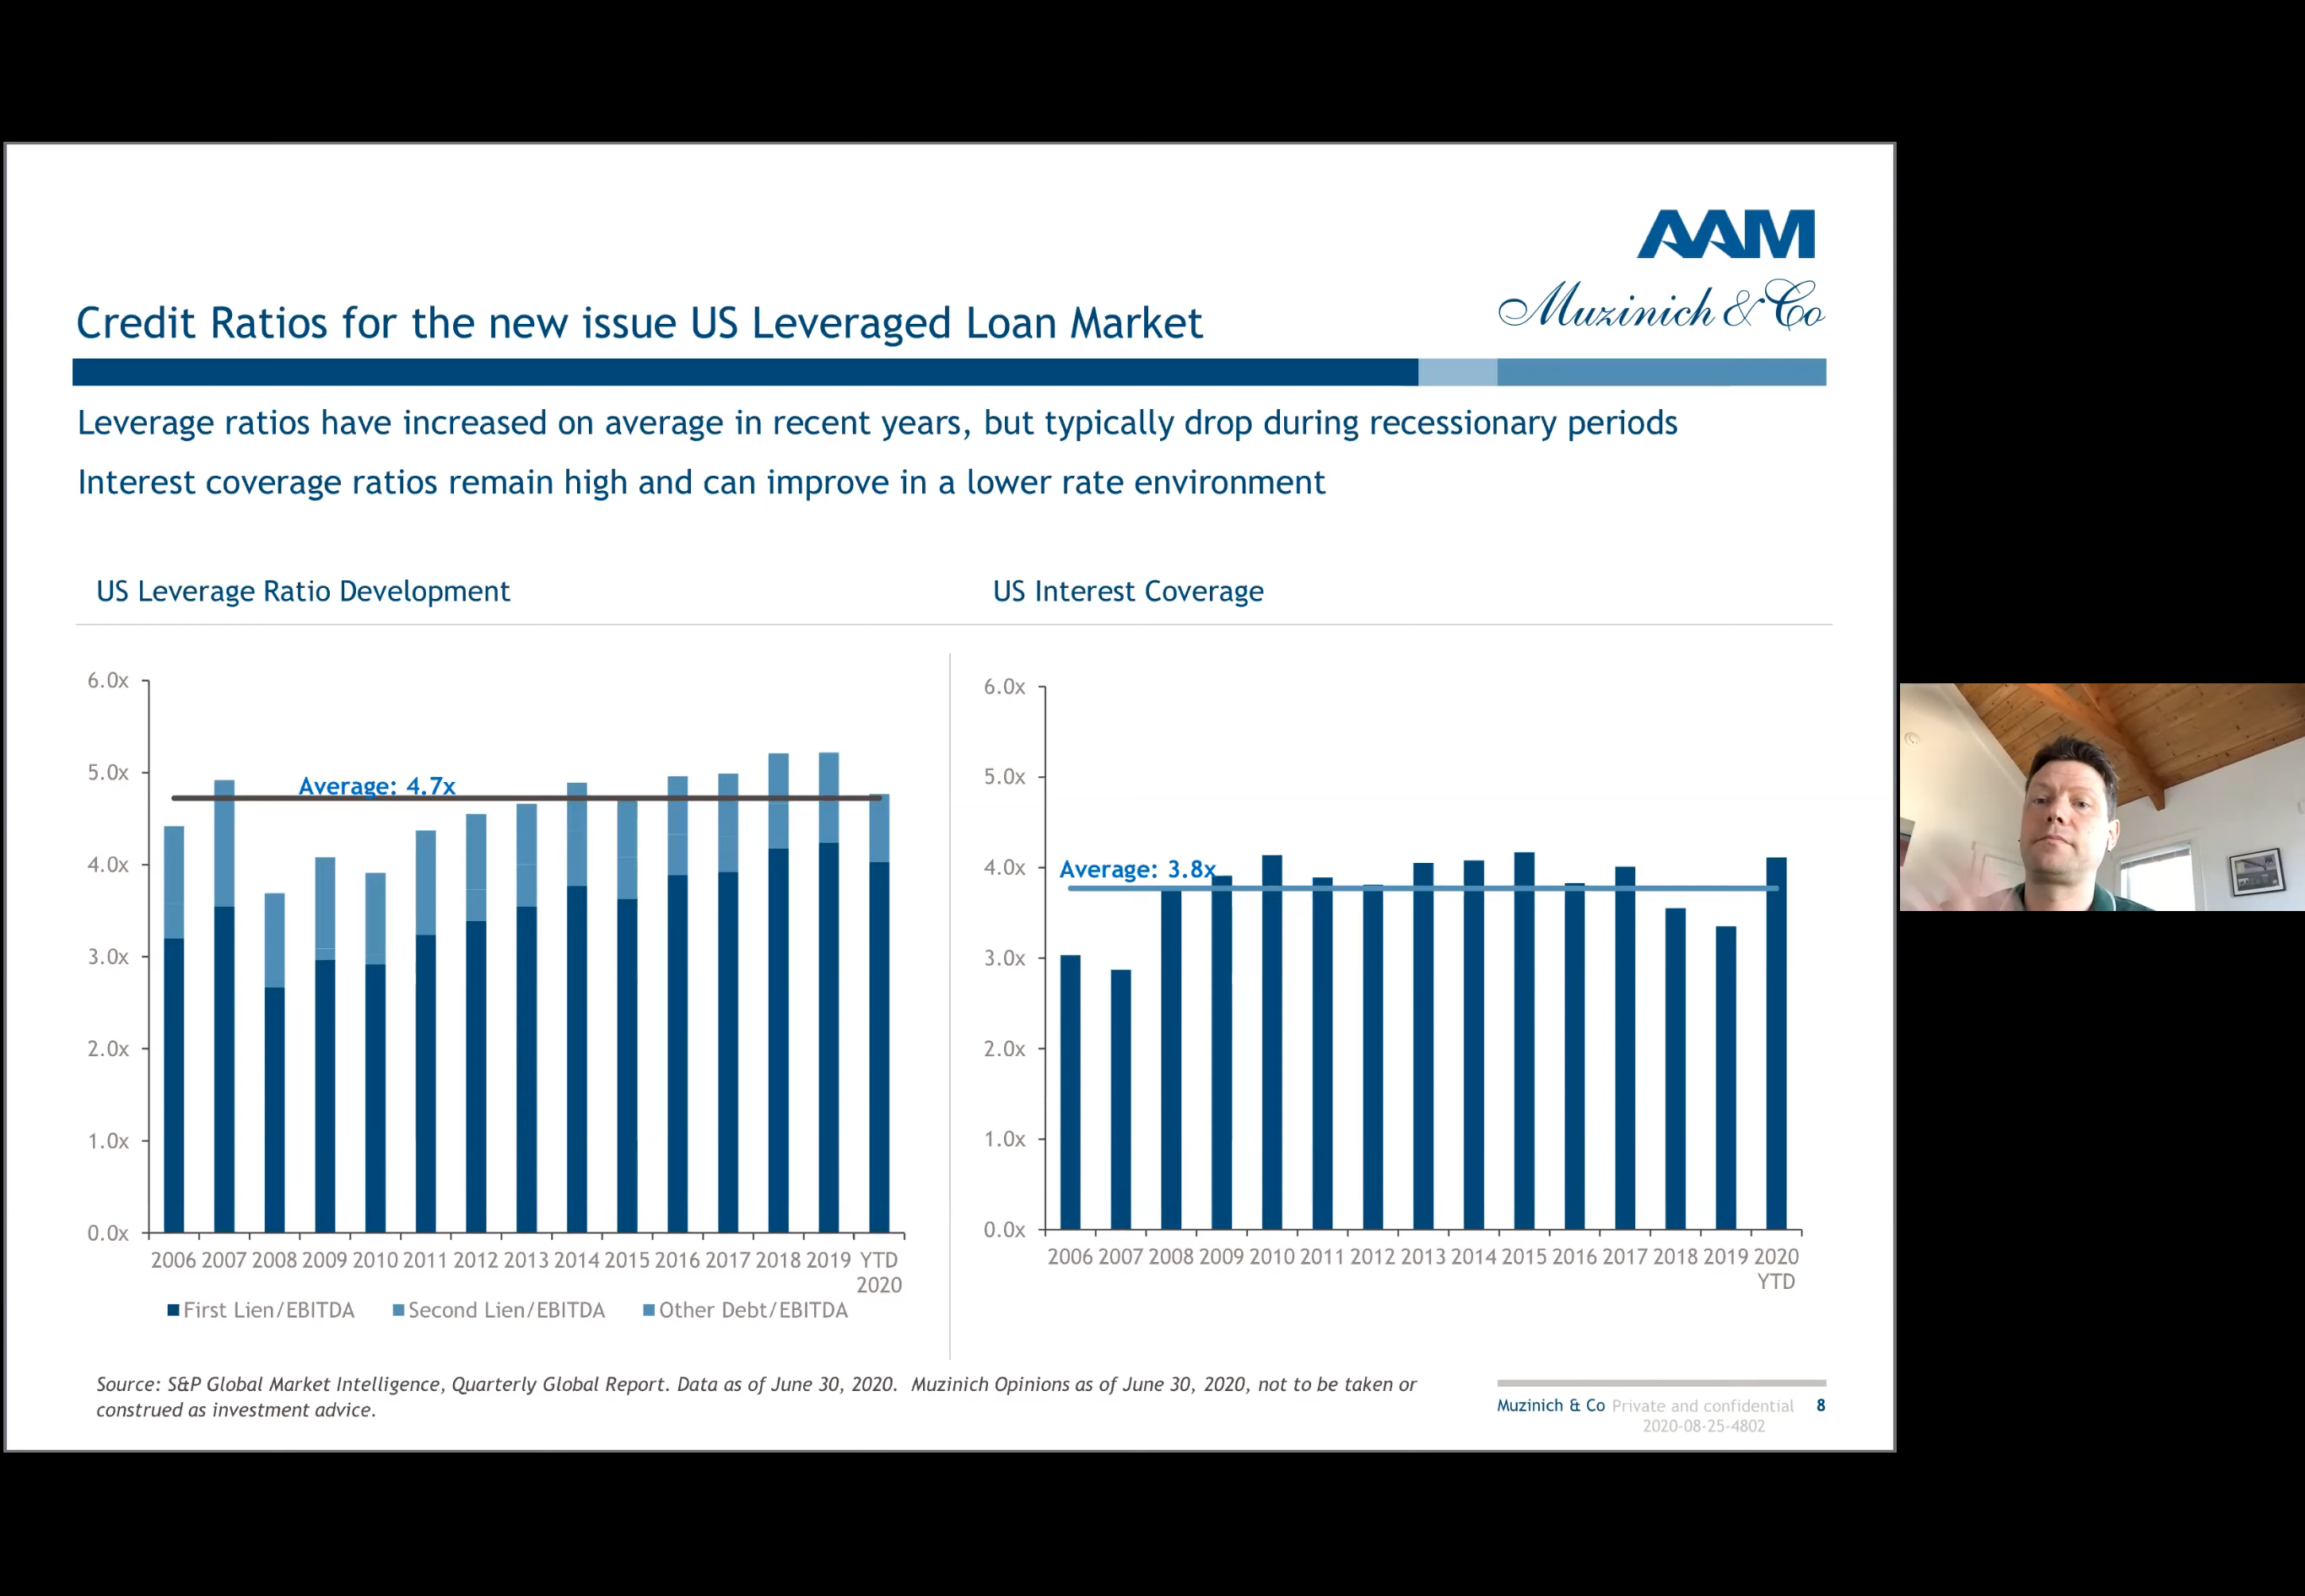 AAM
Muzinich & Co
Credit Ratios for the new issue US Leveraged Loan Market
Leverage ratios have increased on average in recent years, but typically drop during recessionary periods
Interest coverage ratios remain high and can improve in a lower rate environment
US Leverage Ratio Development
6.0x
5.0x
4.0x
3.0x
2.0x
1.0x
0.0x
Average: 4.7x
2006 2007 2008 2009 2010 2011 2012 2013 2014 2015 2016 2017 2018 2019 YTD
2020
First Lien/EBITDA Second Lien/EBITDA Other Debt/EBITDA
US Interest Coverage
6.0x
5.0x
4.0x
3.0x
2.0x
1.0x
0.0x
Average: 3.8x
2006 2007 2008 2009 2010 2011 2012 2013 2014 2015 2016 2017 2018 2019 2020
YTD
Source: S&P Global Market Intelligence, Quarterly Global Report. Data as of June 30, 2020. Muzinich Opinions as of June 30, 2020, not to be taken or
construed as investment advice.
Muzinich & Co Private and confidential 8
2020-08-25-4802